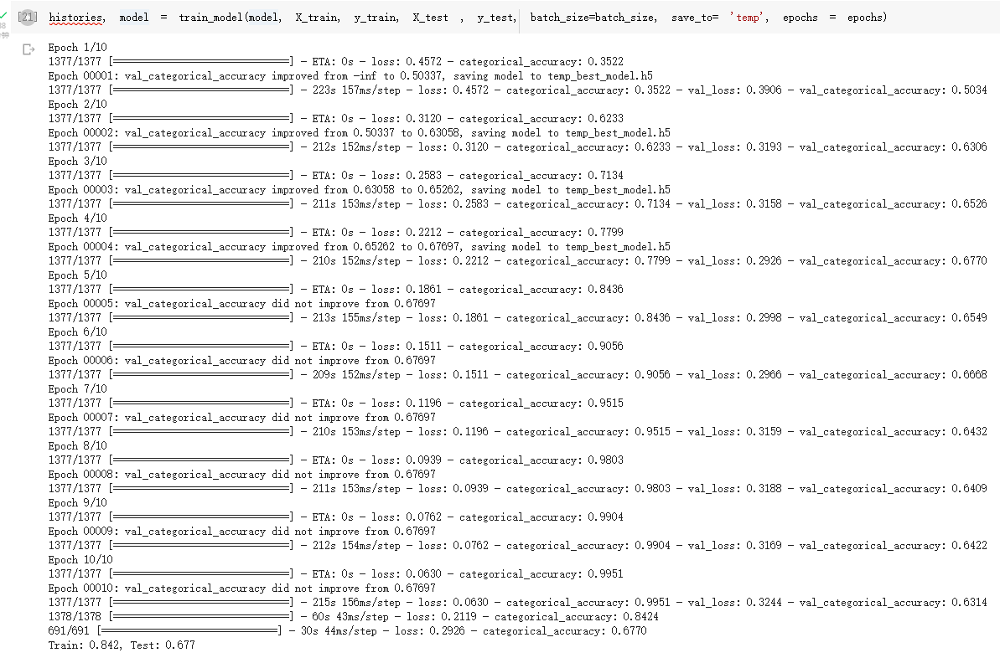 [21] histories, model = train_model(model, X_train, y_train, X_test , y_test, batch_size=batch_size, save_to= 'temp', epochs = epochs)
Epoch 1/10
1377/1377 [==============================] - ETA: 0s - loss: 0.4572 - categorical_accuracy: 0.3522
Epoch 00001: val_categorical_accuracy improved from -inf to 0.50337, saving model to temp_best_model.h5
1377/1377 [==============================] - 223s 157ms/step - loss: 0.4572 - categorical_accuracy: 0.3522 - val_loss: 0.3906 - val_categorical_accuracy: 0.5034
Epoch 2/10
1377/1377 [==============================] - ETA: 0s - loss: 0.3120 - categorical_accuracy: 0.6233
Epoch 00002: val_categorical_accuracy improved from 0.50337 to 0.63058, saving model to temp_best_model.h5
1377/1377 [==============================] - 212s 152ms/step - loss: 0.3120 - categorical_accuracy: 0.6233 - val_loss: 0.3193 - val_categorical_accuracy: 0.6306
Epoch 3/10
1377/1377 [==============================] - ETA: 0s - loss: 0.2583 - categorical_accuracy: 0.7134
Epoch 00003: val_categorical_accuracy improved from 0.63058 to 0.65262, saving model to temp_best_model.h5
1377/1377 [==============================] - 211s 153ms/step - loss: 0.2583 - categorical_accuracy: 0.7134 - val_loss: 0.3158 - val_categorical_accuracy: 0.6526
Epoch 4/10
1377/1377 [==============================] - ETA: 0s - loss: 0.2212 - categorical_accuracy: 0.7799
Epoch 00004: val_categorical_accuracy improved from 0.65262 to 0.67697, saving model to temp_best_model.h5
1377/1377 [==============================] - 210s 152ms/step - loss: 0.2212 - categorical_accuracy: 0.7799 - val_loss: 0.2926 - val_categorical_accuracy: 0.6770
Epoch 5/10
1377/1377 [==============================] - ETA: 0s - loss: 0.1861 - categorical_accuracy: 0.8436
Epoch 00005: val_categorical_accuracy did not improve from 0.67697
1377/1377 [==============================] - 213s 155ms/step - loss: 0.1861 - categorical_accuracy: 0.8436 - val_loss: 0.2998 - val_categorical_accuracy: 0.6549
Epoch 6/10
1377/1377 [==============================] - ETA: 0s - loss: 0.1511 - categorical_accuracy: 0.9056
Epoch 00006: val_categorical_accuracy did not improve from 0.67697
1377/1377 [==============================] - 209s 152ms/step - loss: 0.1511 - categorical_accuracy: 0.9056 - val_loss: 0.2966 - val_categorical_accuracy: 0.6668
Epoch 7/10
1377/1377 [==============================] - ETA: 0s - loss: 0.1196 - categorical_accuracy: 0.9515
Epoch 00007: val_categorical_accuracy did not improve from 0.67697
1377/1377 [==============================] - 210s 153ms/step - loss: 0.1196 - categorical_accuracy: 0.9515 - val_loss: 0.3159 - val_categorical_accuracy: 0.6432
Epoch 8/10
1377/1377 [==============================] - ETA: 0s - loss: 0.0939 - categorical_accuracy: 0.9803
Epoch 00008: val_categorical_accuracy did not improve from 0.67697
1377/1377 [==============================] - 211s 153ms/step - loss: 0.0939 - categorical_accuracy: 0.9803 - val_loss: 0.3188 - val_categorical_accuracy: 0.6409
Epoch 9/10
1377/1377 [==============================] - ETA: 0s - loss: 0.0762 - categorical_accuracy: 0.9904
Epoch 00009: val_categorical_accuracy did not improve from 0.67697
1377/1377 [==============================] - 212s 154ms/step - loss: 0.0762 - categorical_accuracy: 0.9904 - val_loss: 0.3169 - val_categorical_accuracy: 0.6422
Epoch 10/10
1377/1377 [==============================] - ETA: 0s - loss: 0.0630 - categorical_accuracy: 0.9951
Epoch 00010: val_categorical_accuracy did not improve from 0.67697
1377/1377 [==============================] - 215s 156ms/step - loss: 0.0630 - categorical_accuracy: 0.9951 - val_loss: 0.3244 - val_categorical_accuracy: 0.6314
1378/1378 [==============================] - 60s 43ms/step - loss: 0.2119 - categorical_accuracy: 0.8424
691/691 [==============================] - 30s 44ms/step - loss: 0.2926 - categorical_accuracy: 0.6770
Train: 0.842, Test: 0.677